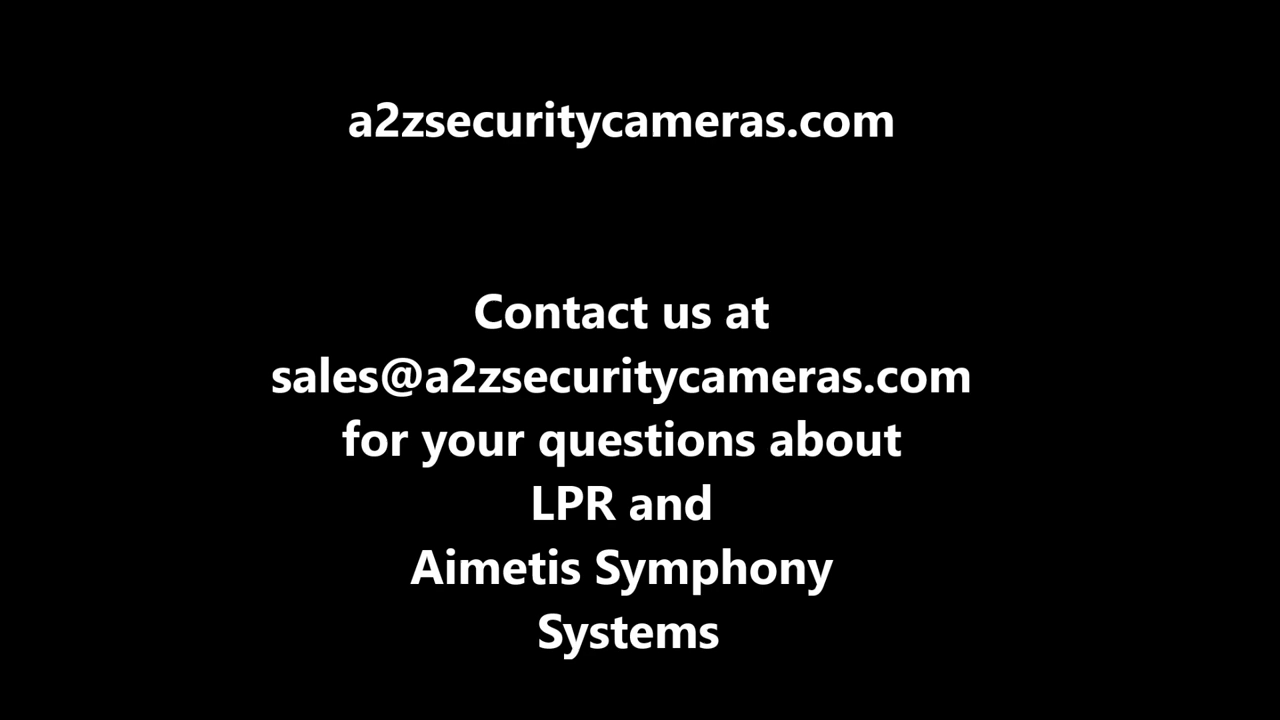 a2zsecuritycameras.com
Contact us at
sales@a2zsecuritycameras.com
for your questions about
LPR and
Aimetis Symphony
Systems